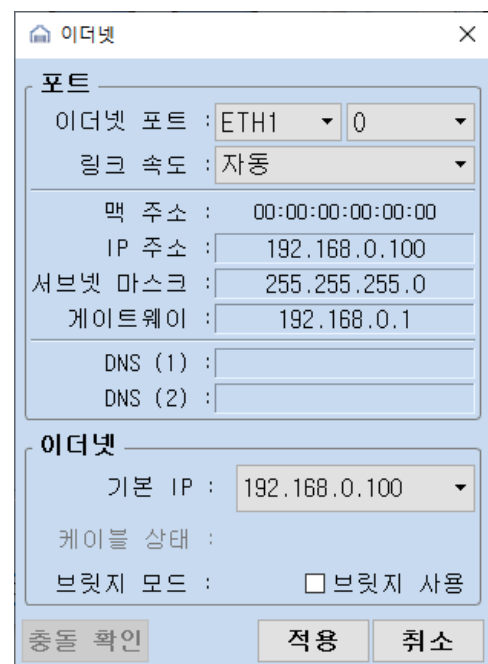 이더넷
포트
이더넷 포트 : ETH1 0
링크 속도 : 자동
맥 주소 : 00:00:00:00:00:00
IP 주소 : 192.168.0.100
서브넷 마스크 : 255.255.255.0
게이트웨이 : 192.168.0.1
DNS (1) :
DNS (2) :
이더넷
기본 IP : 192.168.0.100
케이블 상태 :
브릿지 모드 : 브릿지 사용
충돌 확인 적용 취소